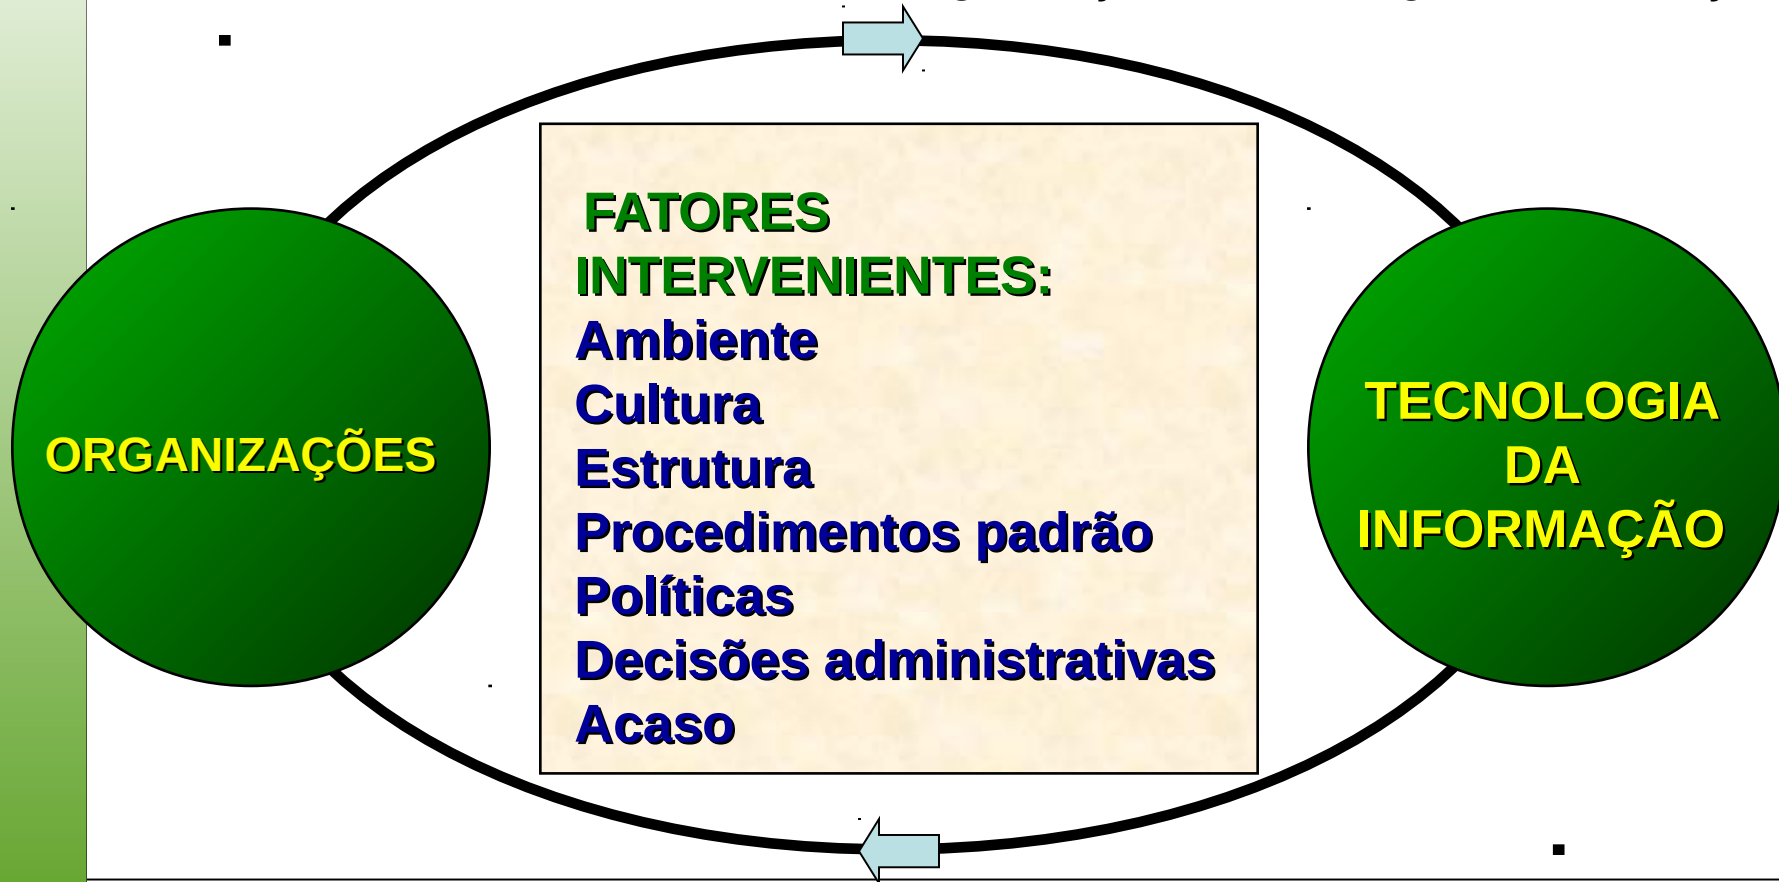 ORGANIZAÇÕES
FATORES
INTERVENIENTES:
Ambiente
Cultura
Estrutura
Procedimentos padrão
Políticas
Decisões administrativas
Acaso
TECNOLOGIA
DA
INFORMAÇÃO